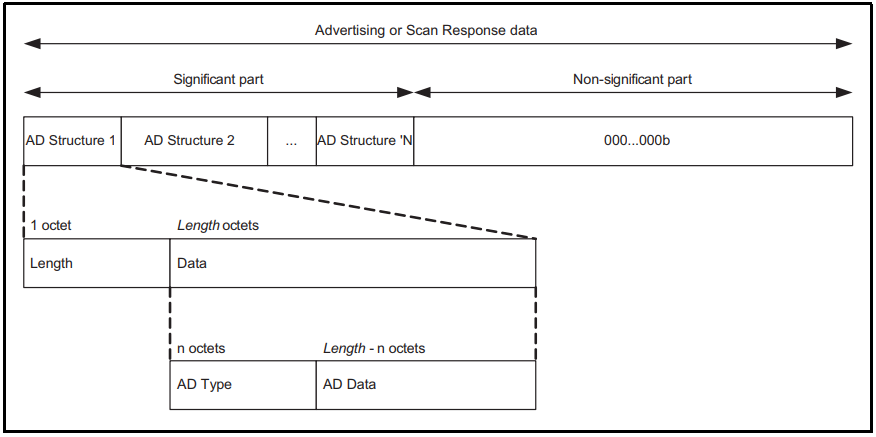 Advertising or Scan Response data
Significant part
Non-significant part
AD Structure 1
AD Structure 2
...
AD Structure 'N
000...000b
1 octet
Length octets
Length
Data
n octets
Length - n octets
AD Type
AD Data